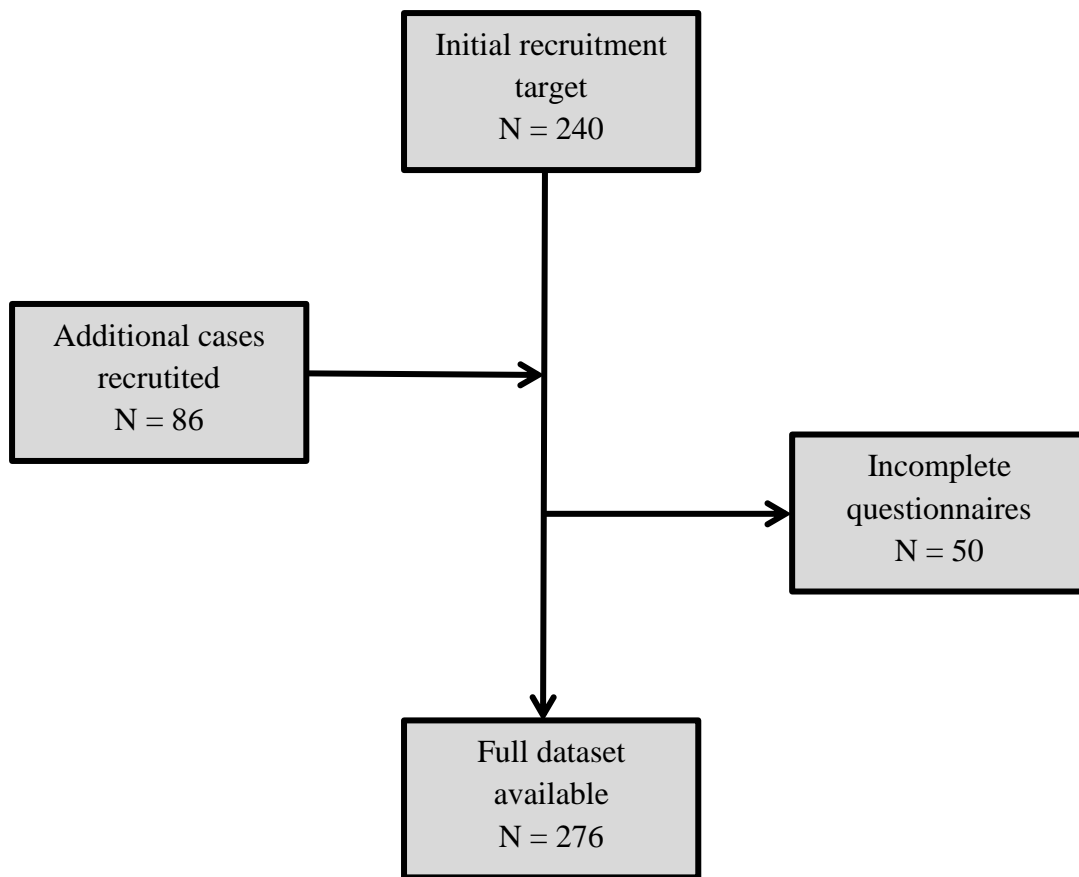 Initial recruitment
target
N = 240
Additional cases
recrutited
N = 86
Incomplete
questionnaires
N = 50
Full dataset
available
N = 276